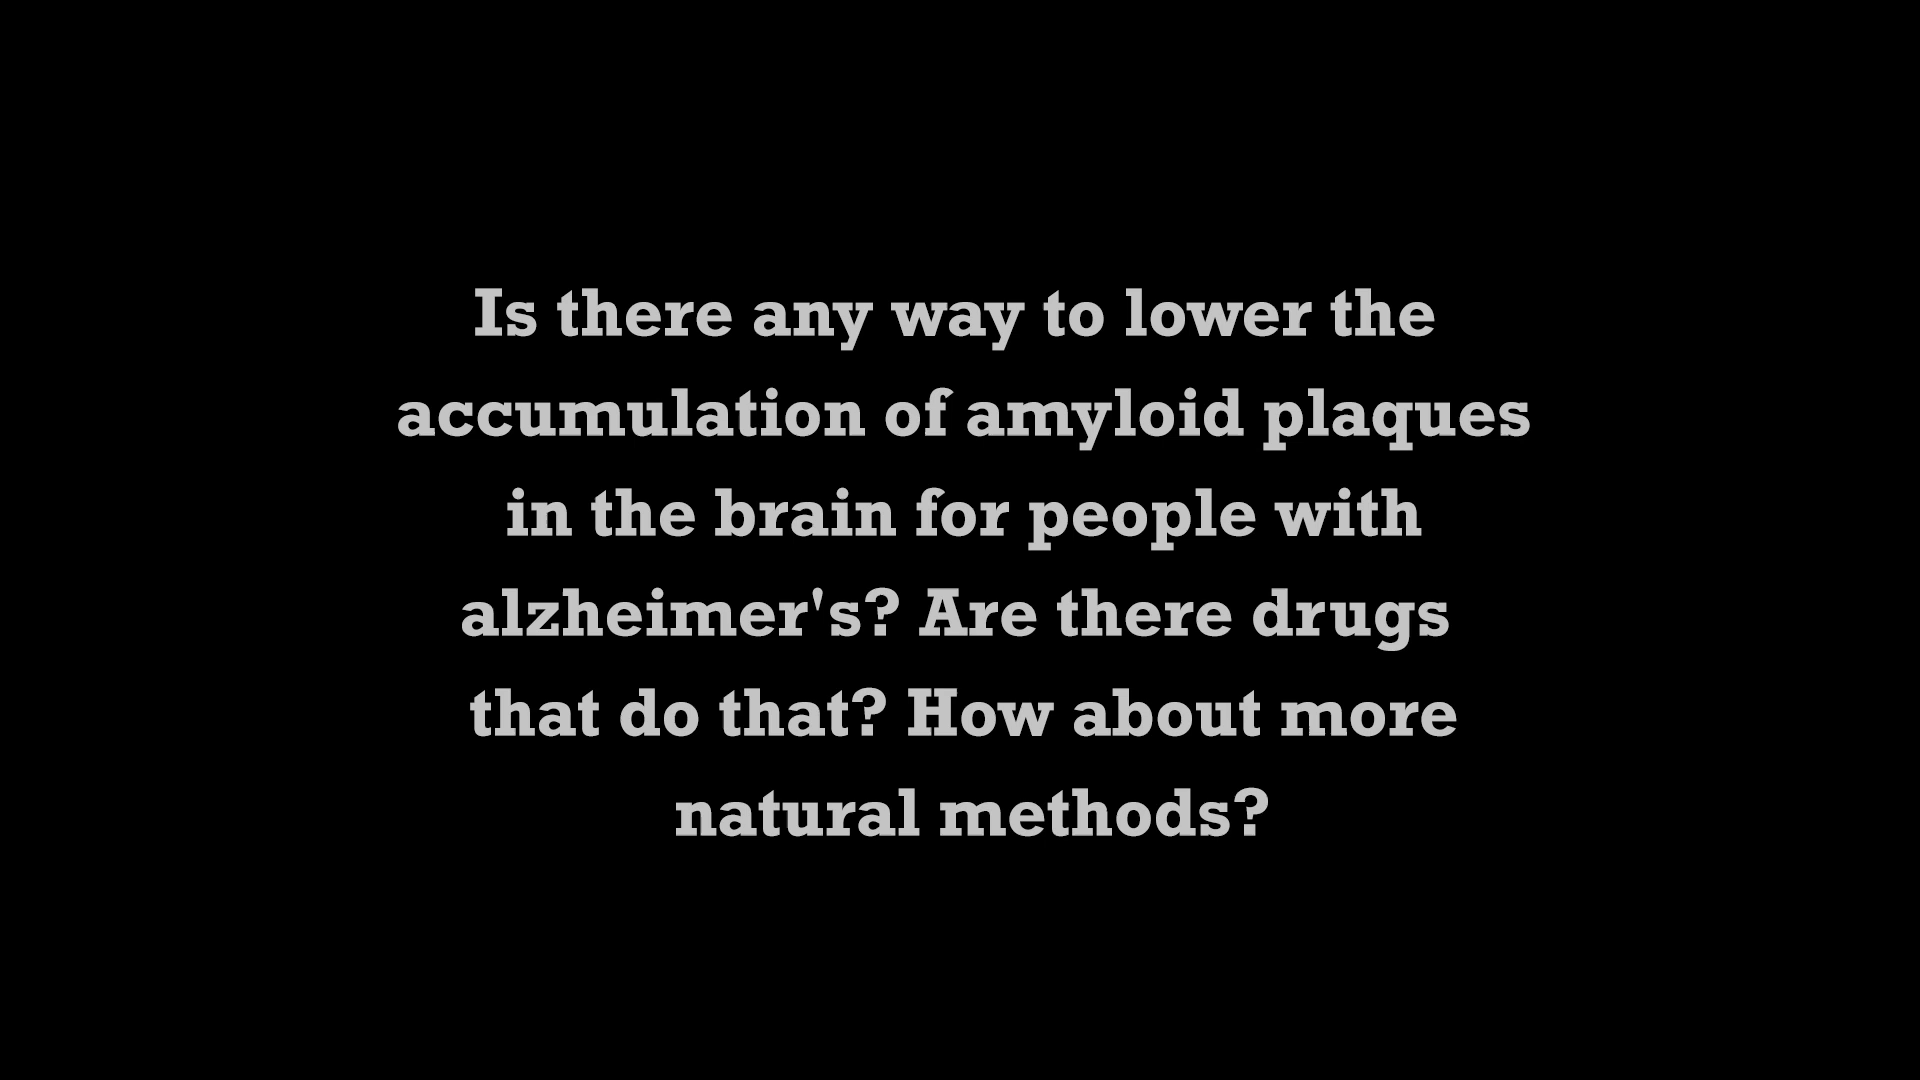 Is there any way to lower the
accumulation of amyloid plaques
in the brain for people with
alzheimer's? Are there drugs
that do that? How about more
natural methods?